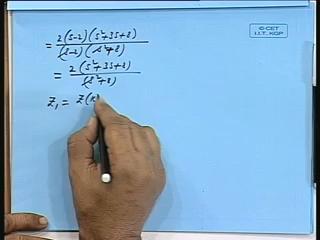 = 2(s-2)(s²+3s+8) / (s-2)(s²+8)
= 2(s²+3s+8) / (s²+8)
Z₁ = Z(k)
© CET
I.I.T. KGP